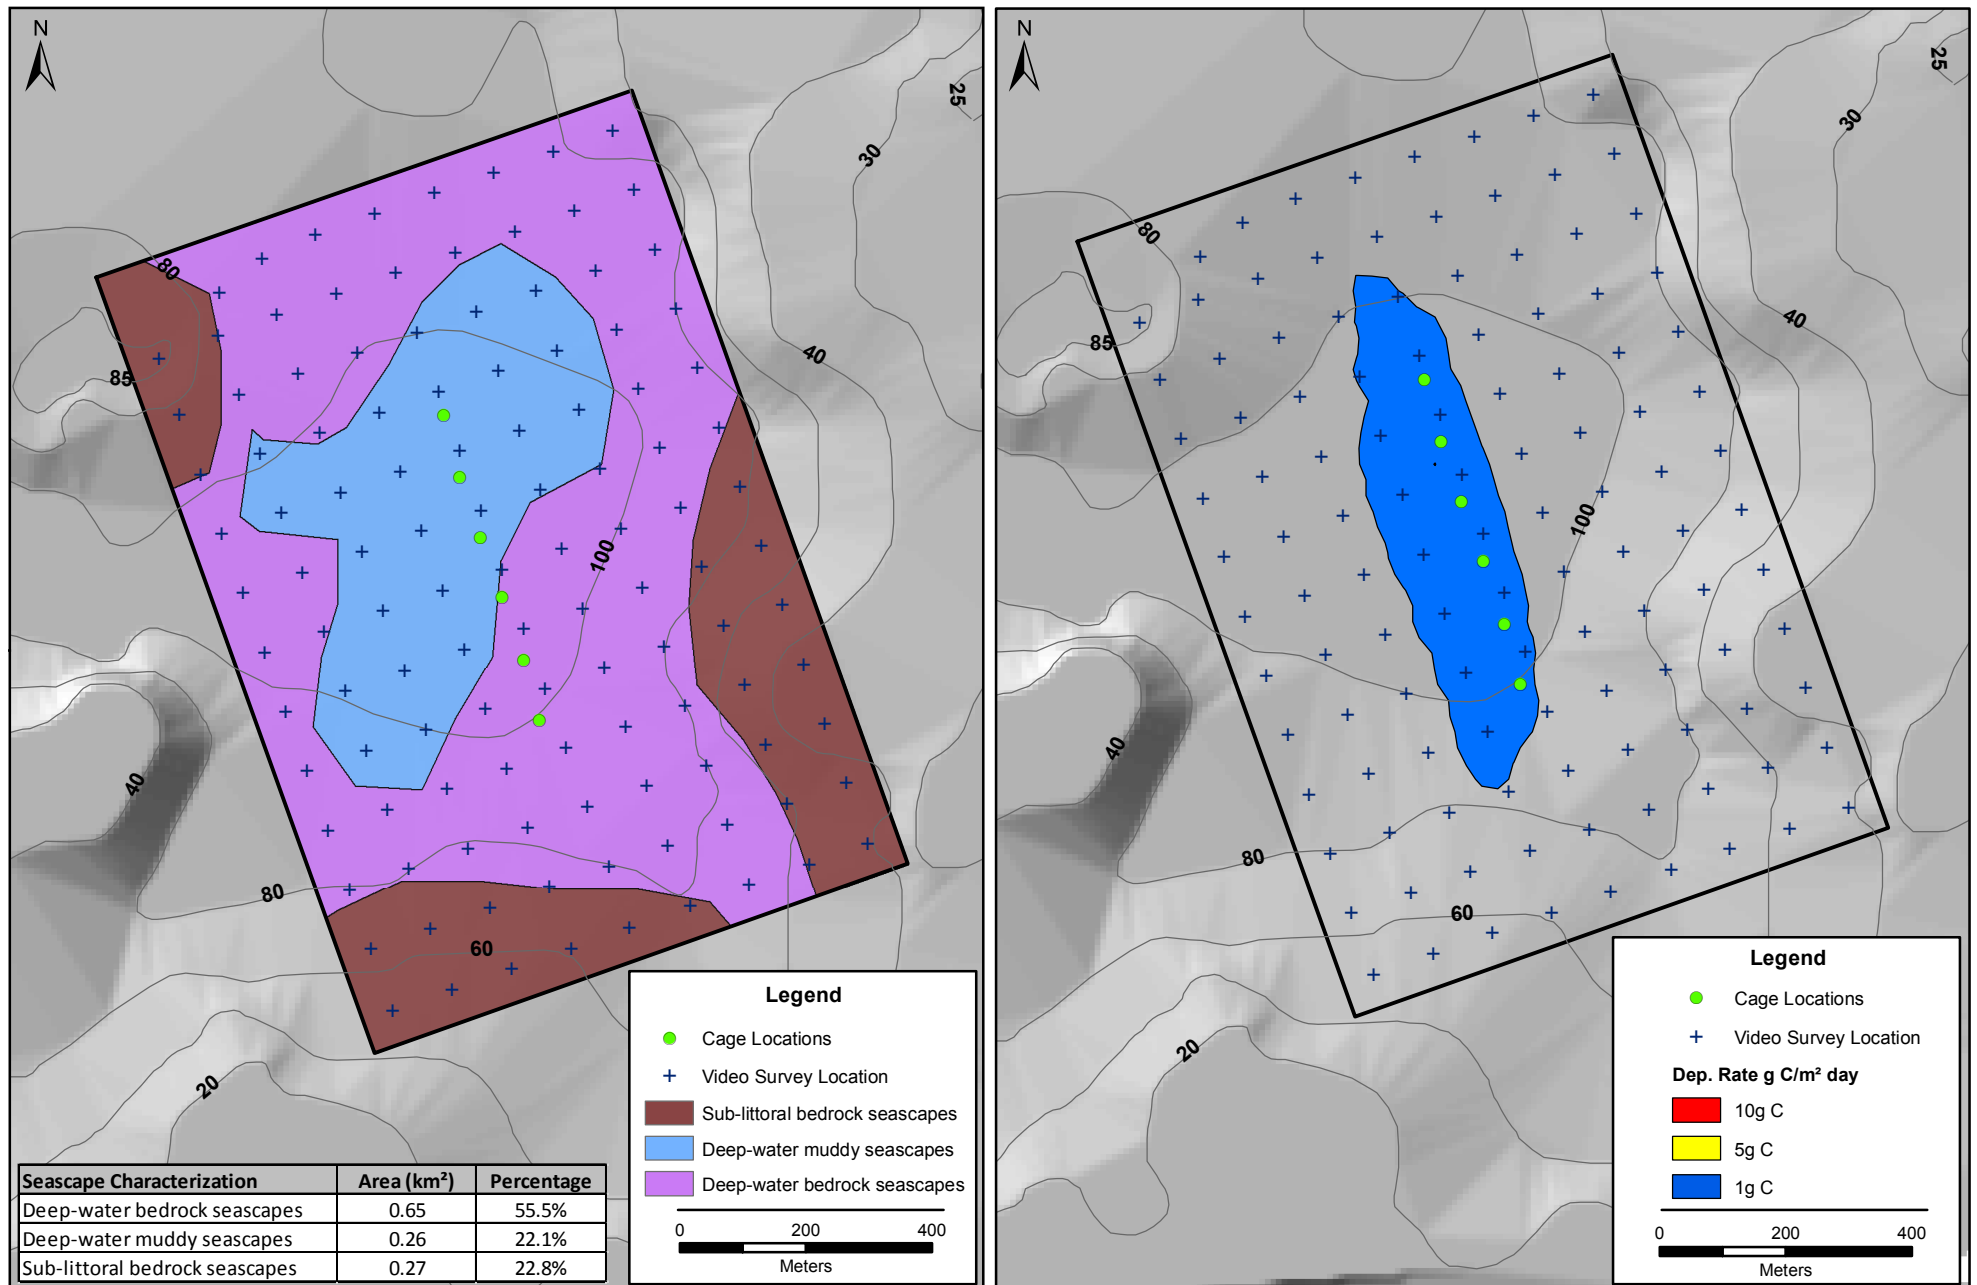 N
25
30
80
85
40
100
40
80
60
20
Legend
Cage Locations
Video Survey Location
Sub-littoral bedrock seascapes
Deep-water muddy seascapes
Deep-water bedrock seascapes
0 200 400
Meters
Seascape Characterization Area (km²) Percentage
Deep-water bedrock seascapes 0.65 55.5%
Deep-water muddy seascapes 0.26 22.1%
Sub-littoral bedrock seascapes 0.27 22.8%
N
25
30
80
85
40
100
40
80
60
20
Legend
Cage Locations
Video Survey Location
Dep. Rate g C/m² day
10g C
5g C
1g C
0 200 400
Meters